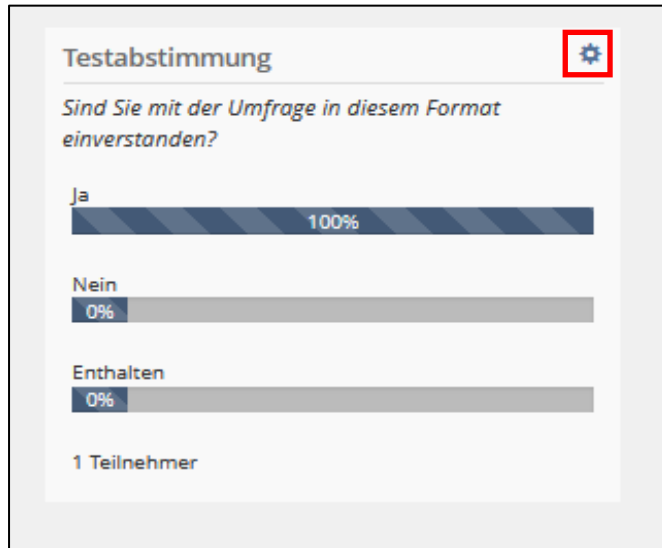 Testabstimmung
Sind Sie mit der Umfrage in diesem Format
einverstanden?
Ja
100%
Nein
0%
Enthalten
0%
1 Teilnehmer